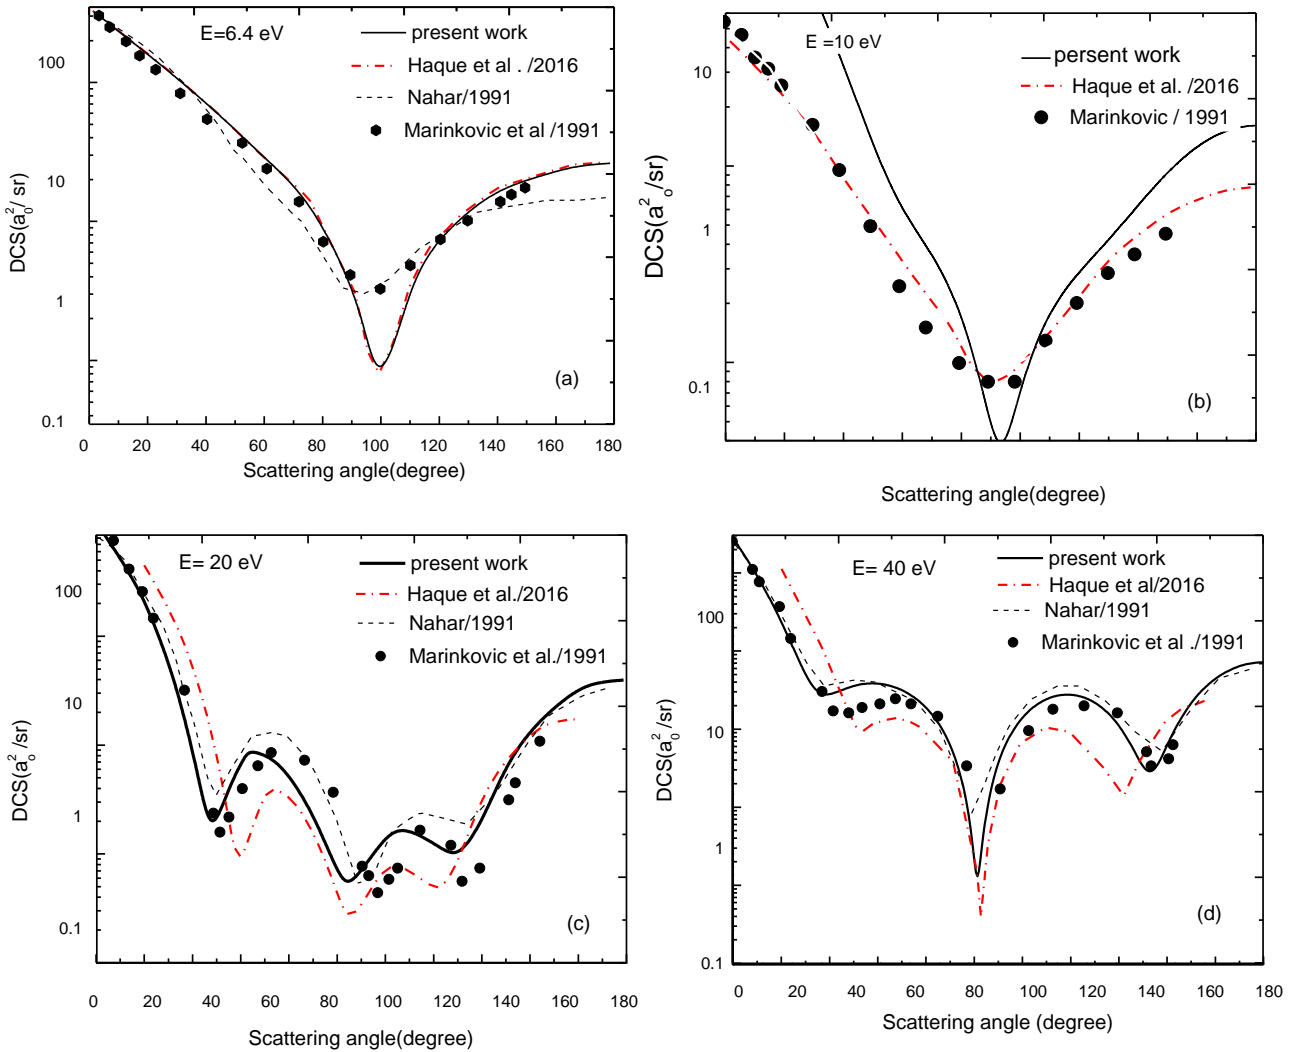 E=6.4 eV
present work
Haque et al . /2016
Nahar/1991
Marinkovic et al /1991
DCS(a²₀/ sr)
100
10
1
0.1
(a)
0 20 40 60 80 100 120 140 160 180
Scattering angle(degree)
E =10 eV
persent work
Haque et al. /2016
Marinkovic / 1991
DCS(a²ₒ/sr)
10
1
0.1
(b)
Scattering angle(degree)
E= 20 eV
present work
Haque et al./2016
Nahar/1991
Marinkovic et al./1991
DCS(a²ₒ/sr)
100
10
1
0.1
(c)
0 20 40 60 80 100 120 140 160 180
Scattering angle(degree)
E= 40 eV
present work
Haque et al/2016
Nahar/1991
Marinkovic et al ./1991
DCS(a²₀/sr)
100
10
1
0.1
(d)
0 20 40 60 80 100 120 140 160 180
Scattering angle (degree)